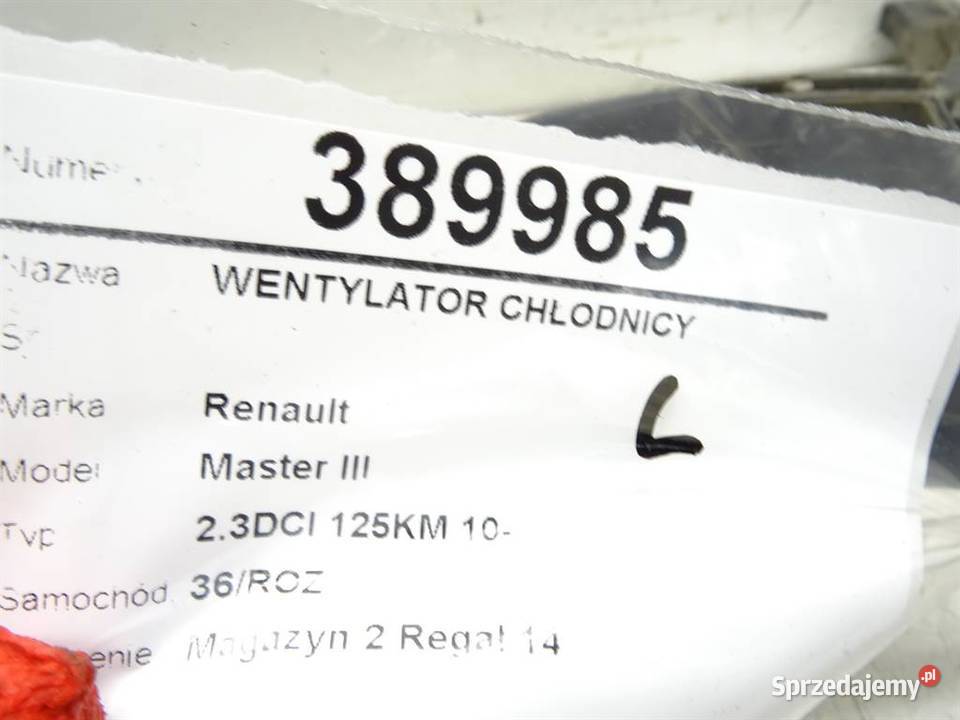 Numer 389985
Nazwa WENTYLATOR CHŁODNICY
Marka Renault
Model Master III
Typ 2.3DCI 125KM 10-
Samochód 36/ROZ
Magazyn 2 Regał 14
L
Sprzedajemy.pl